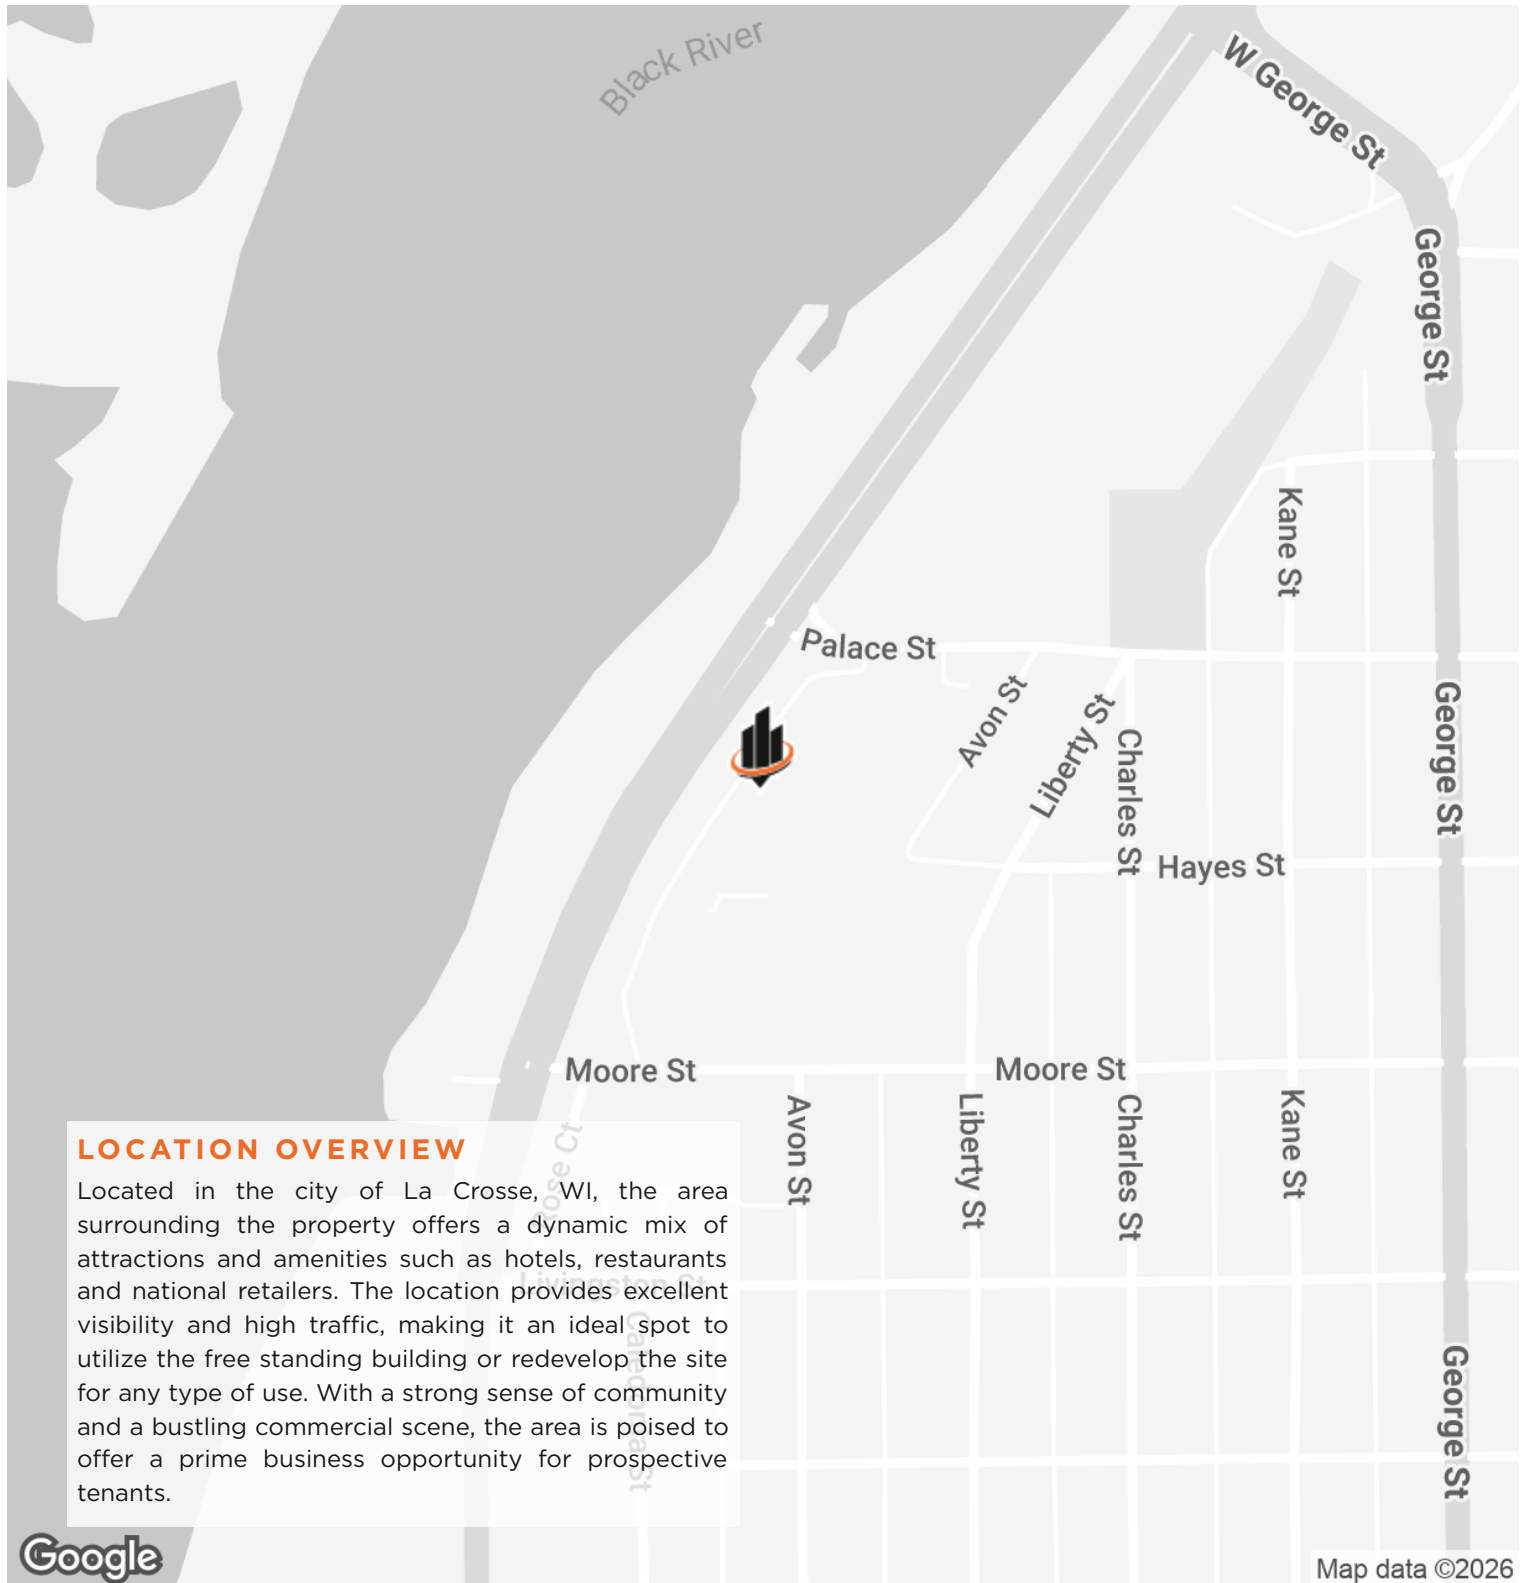 Black River
W George St
George St
Kane St
Palace St
Avon St
Liberty St
Charles St
George St
Hayes St
Moore St
Moore St
Avon St
Liberty St
Charles St
Kane St
Rose Ct
LOCATION OVERVIEW
Located in the city of La Crosse, WI, the area
surrounding the property offers a dynamic mix of
attractions and amenities such as hotels, restaurants
and national retailers. The location provides excellent
visibility and high traffic, making it an ideal spot to
utilize the free standing building or redevelop the site
for any type of use. With a strong sense of community
and a bustling commercial scene, the area is poised to
offer a prime business opportunity for prospective
tenants.
Livingston St
Caledonia St
George St
Google
Map data ©2026